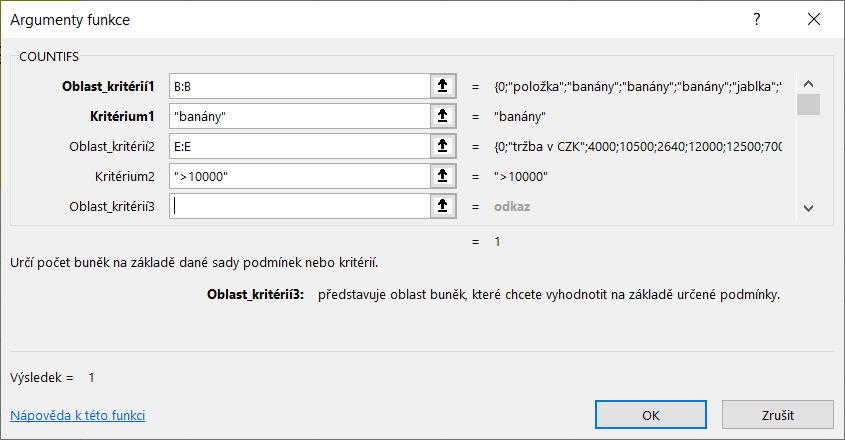 Argumenty funkce
COUNTIFS
Oblast_kritérií1 B:B = {0;"položka";"banány";"banány";"banány";"jablka";"
Kritérium1 "banány" = "banány"
Oblast_kritérií2 E:E = {0;"tržba v CZK";4000;10500;2640;12000;12500;700
Kritérium2 ">10000" = ">10000"
Oblast_kritérií3 = odkaz
= 1
Určí počet buněk na základě dané sady podmínek nebo kritérií.
Oblast_kritérií3: představuje oblast buněk, které chcete vyhodnotit na základě určené podmínky.
Výsledek = 1
Nápověda k této funkci
OK Zrušit